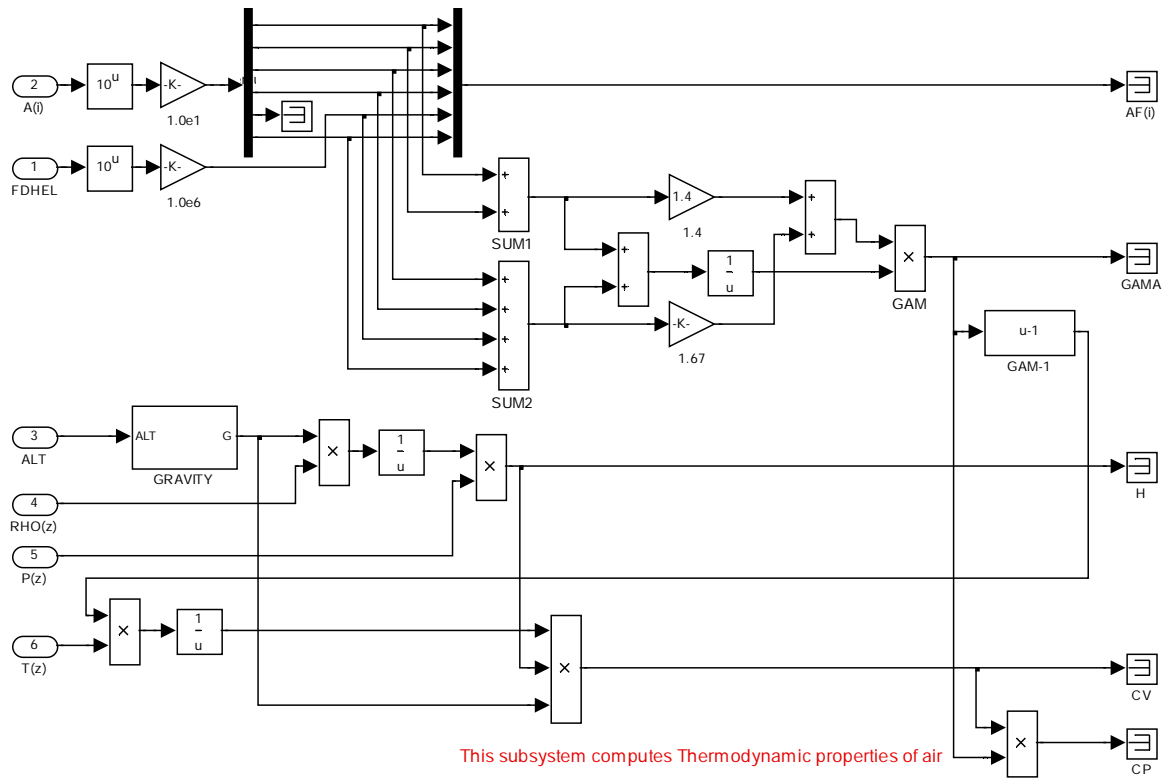 2
A(i)
10u
-K-
1.0e1
1
FDHEL
10u
-K-
1.0e6
AF(i)
+
+
SUM1
+
+
+
+
SUM2
+
+
1.4
1.4
1
u
-K-
1.67
+
+
×
GAM
GAMA
u-1
GAM-1
3
ALT
ALT
G
GRAVITY
4
RHO(z)
5
P(z)
×
1
u
×
H
6
T(z)
×
1
u
×
CV
×
CP
This subsystem computes Thermodynamic properties of air